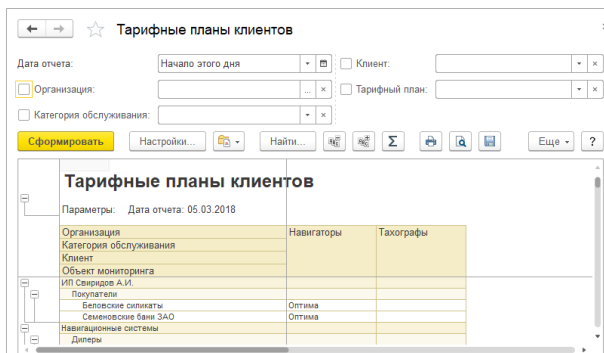 Тарифные планы клиентов
Дата отчета: Начало этого дня Клиент:
Организация: ... Тарифный план:
Категория обслуживания:
Сформировать Настройки... Найти... Σ Еще ?
Тарифные планы клиентов
Параметры: Дата отчета: 05.03.2018
Организация Навигаторы Тахографы
Категория обслуживания
Клиент
Объект мониторинга
ИП Свиридов А.И.
Покупатели
Беловские силикаты Оптима
Семеновские бани ЗАО Оптима
Навигационные системы
Дилеры